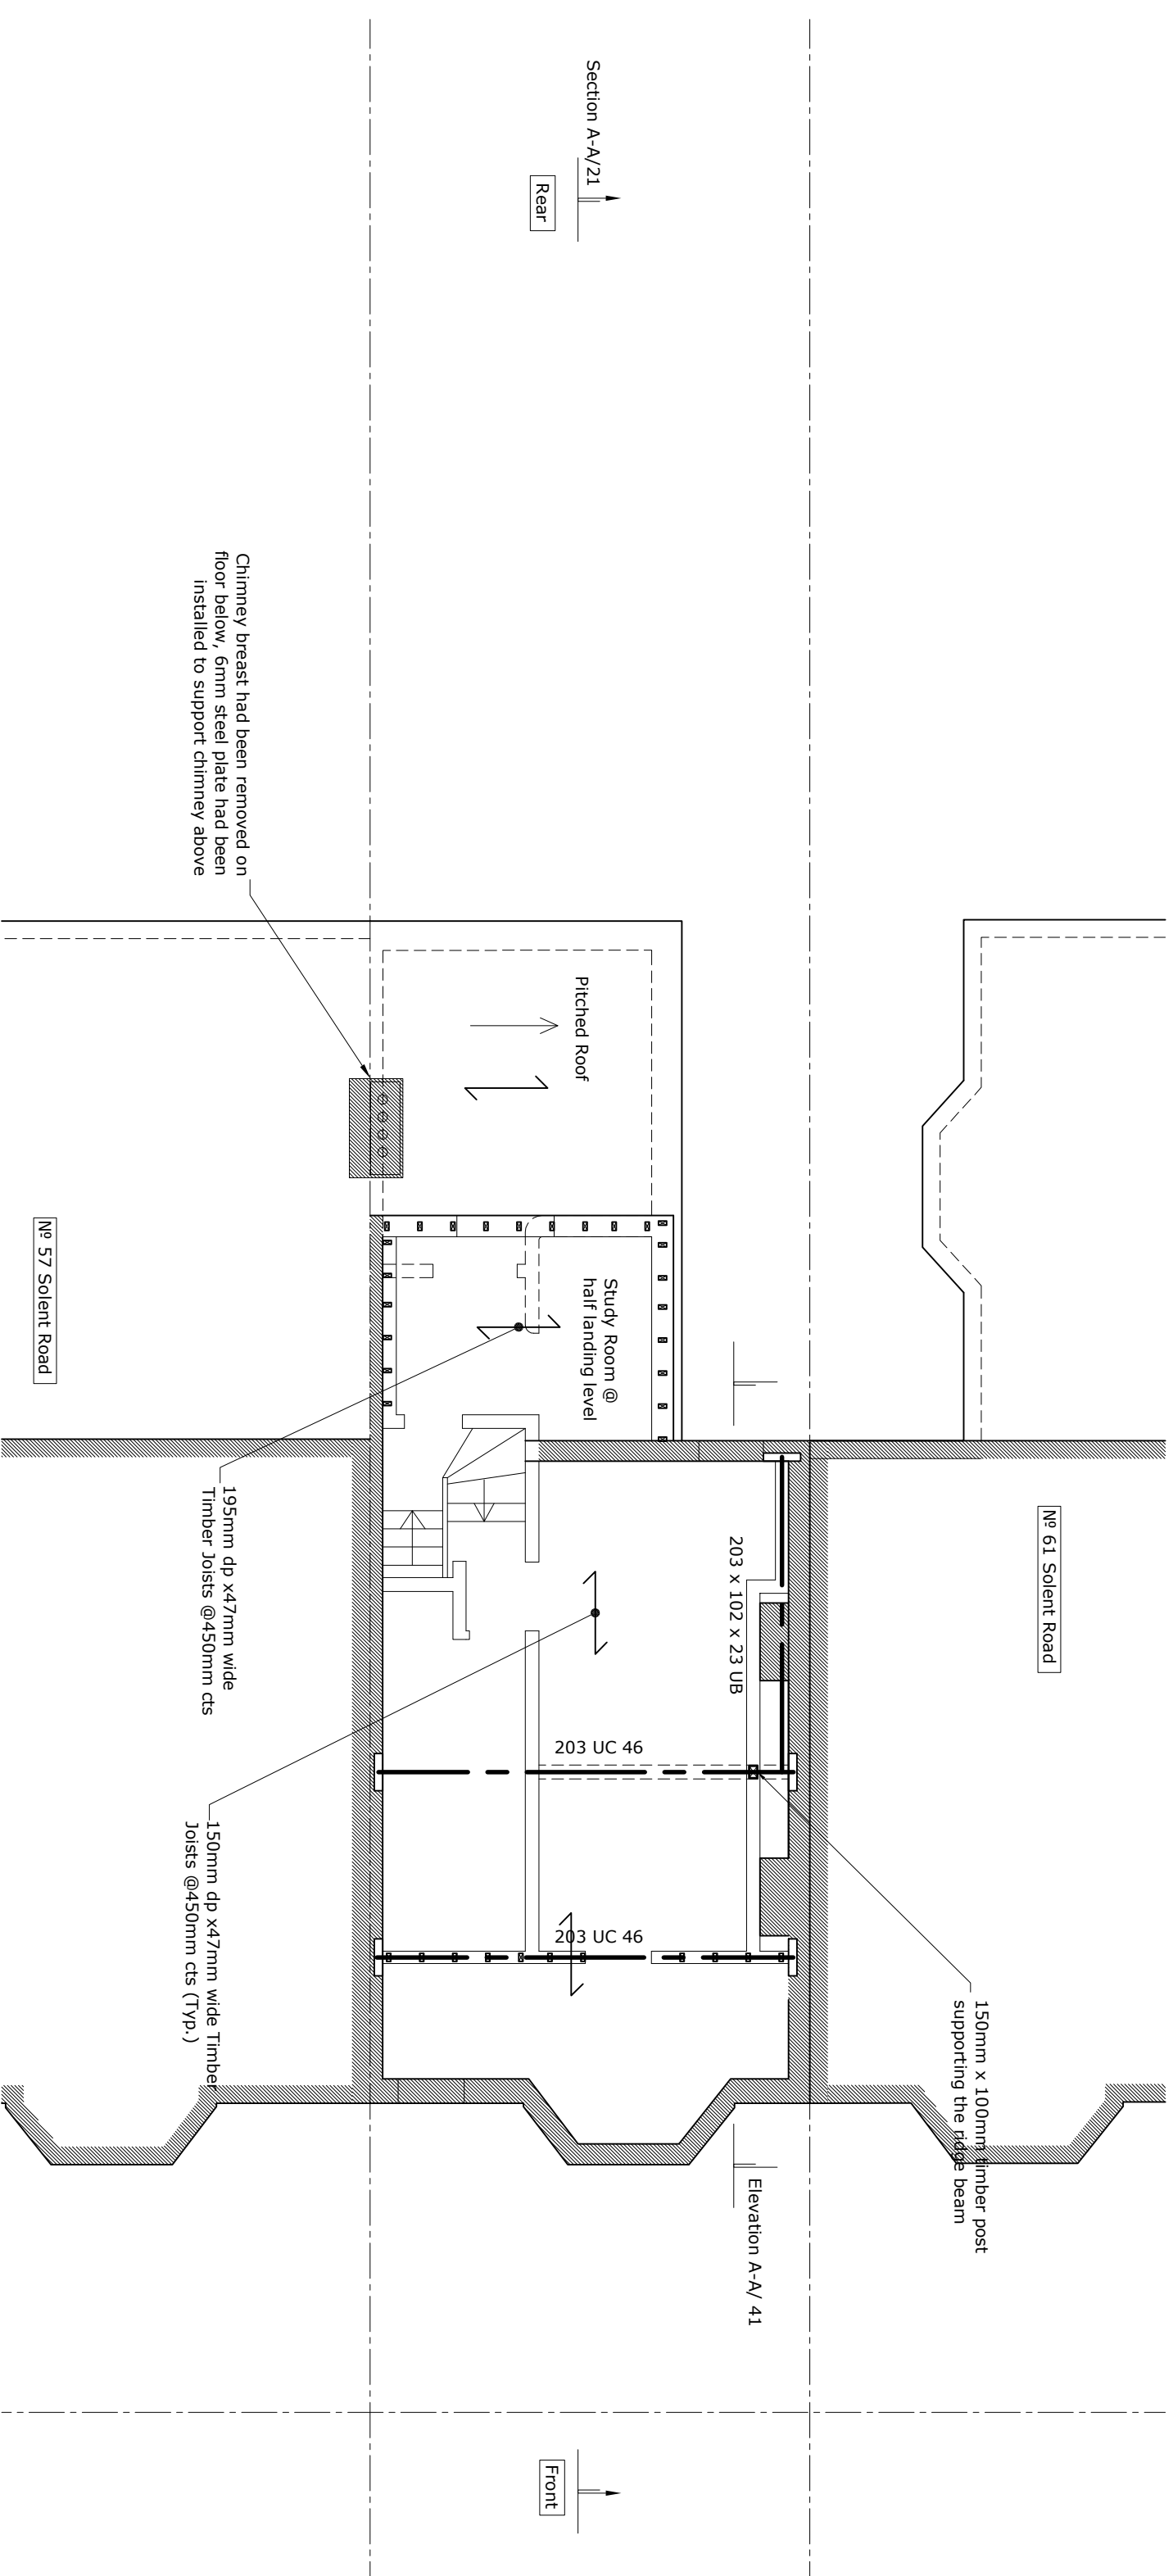 Section A-A/21
Rear
Chimney breast had been removed on
floor below, 6mm steel plate had been
installed to support chimney above
Pitched Roof
Study Room @
half landing level
Nº 57 Solent Road
Nº 61 Solent Road
195mm dp x47mm wide
Timber Joists @450mm cts
203 x 102 x 23 UB
203 UC 46
150mm dp x47mm wide Timber
Joists @450mm cts (Typ.)
203 UC 46
150mm x 100mm timber post
supporting the ridge beam
Elevation A-A/ 41
Front